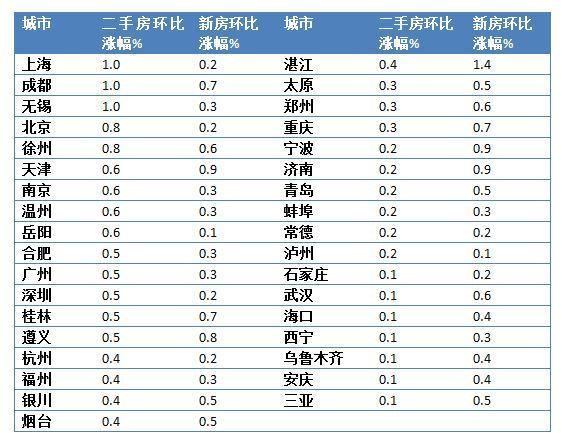 城市 二手房环比涨幅% 新房环比涨幅% 城市 二手房环比涨幅% 新房环比涨幅%
上海 1.0 0.2 湛江 0.4 1.4
成都 1.0 0.7 太原 0.3 0.5
无锡 1.0 0.3 郑州 0.3 0.6
北京 0.8 0.2 重庆 0.3 0.7
徐州 0.8 0.6 宁波 0.2 0.9
天津 0.6 0.9 济南 0.2 0.9
南京 0.6 0.3 青岛 0.2 0.5
温州 0.6 0.3 蚌埠 0.2 0.3
岳阳 0.6 0.1 常德 0.2 0.2
合肥 0.5 0.3 泸州 0.2 0.1
广州 0.5 0.3 石家庄 0.1 0.2
深圳 0.5 0.2 武汉 0.1 0.6
桂林 0.5 0.7 海口 0.1 0.4
遵义 0.5 0.8 西宁 0.1 0.3
杭州 0.4 0.2 乌鲁木齐 0.1 0.4
福州 0.4 0.3 安庆 0.1 0.4
银川 0.4 0.5 三亚 0.1 0.5
烟台 0.4 0.5